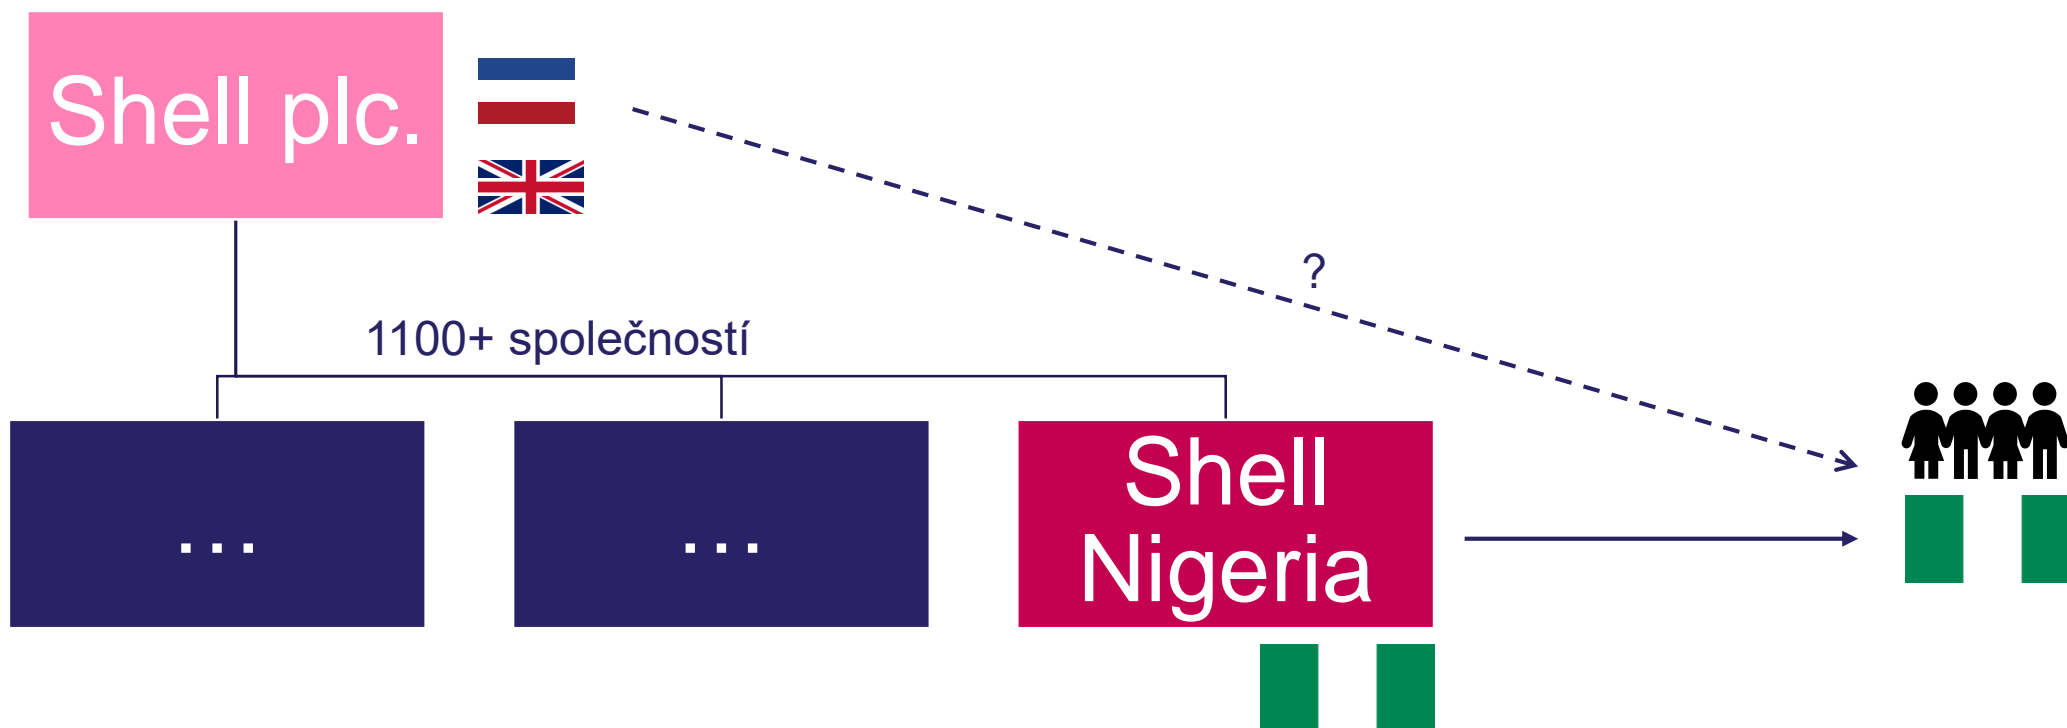 Shell plc.
?
1100+ společností
...
...
Shell
Nigeria